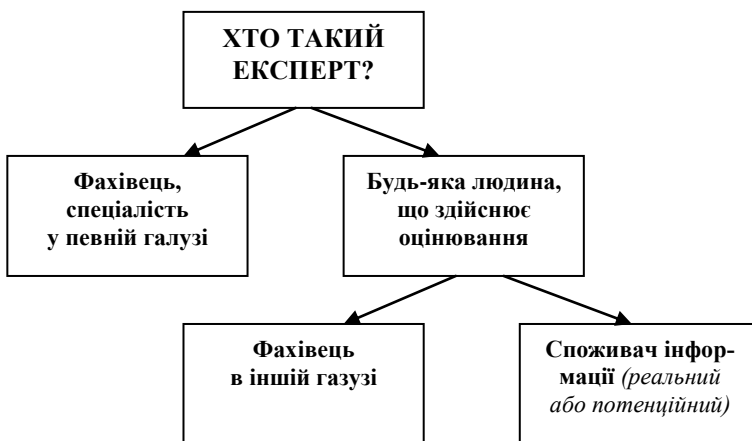 ХТО ТАКИЙ
ЕКСПЕРТ?
Фахівець,
спеціалість
у певній галузі
Будь-яка людина,
що здійснює
оцінювання
Фахівець
в іншій газузі
Споживач інфор-
мації (реальний
або потенційний)